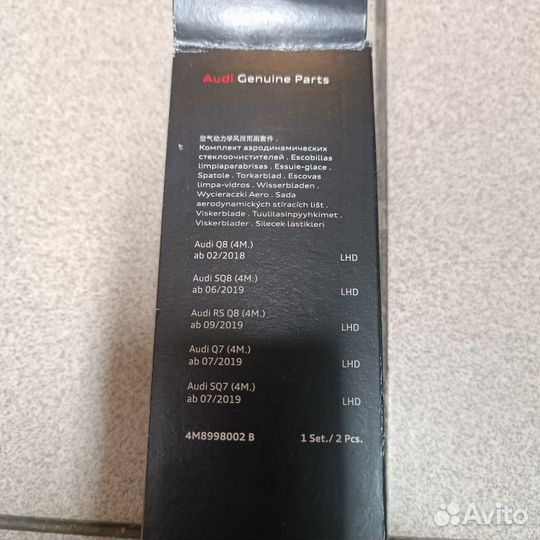 Audi Genuine Parts
空气动力学风挡雨刷套件 .
Комплект аэродинамических
стеклоочистителей . Escobillas
limpiaparabrisas . Essuie-glace .
Spatole . Torkarblad . Escovas
limpa-vidros . Wisserbladen .
Wycieraczki Aero . Sada
aerodynamických stíracích lišt .
Viskerblade . Tuulilasinpyyhkimet .
Viskerblader . Silecek lastikleri
Audi Q8 (4M.)
ab 02/2018 LHD
Audi SQ8 (4M.)
ab 06/2019 LHD
Audi RS Q8 (4M.)
ab 09/2019 LHD
Audi Q7 (4M.)
ab 07/2019 LHD
Audi SQ7 (4M.)
ab 07/2019 LHD
4M8998002 B 1 Set./ 2 Pcs.
Avito